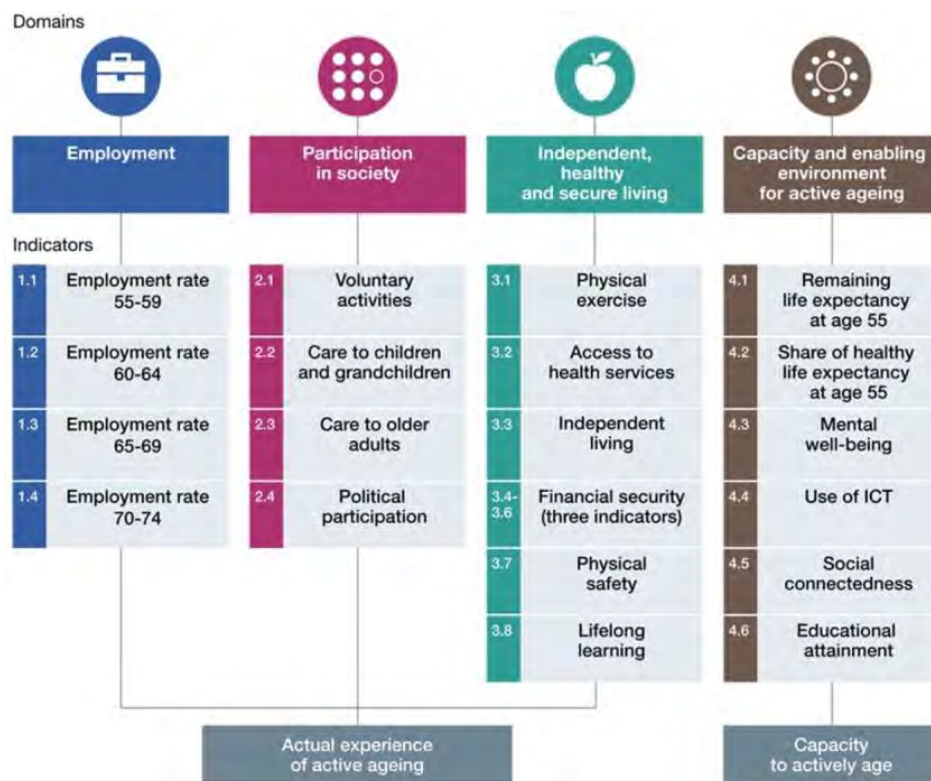 Domains
Employment
Participation
in society
Independent,
healthy
and secure living
Capacity and enabling
environment
for active ageing
Indicators
1.1
Employment rate
55-59
1.2
Employment rate
60-64
1.3
Employment rate
65-69
1.4
Employment rate
70-74
2.1
Voluntary
activities
2.2
Care to children
and grandchildren
2.3
Care to older
adults
2.4
Political
participation
3.1
Physical
exercise
3.2
Access to
health services
3.3
Independent
living
3.4-
3.6
Financial security
(three indicators)
3.7
Physical
safety
3.8
Lifelong
learning
4.1
Remaining
life expectancy
at age 55
4.2
Share of healthy
life expectancy
at age 55
4.3
Mental
well-being
4.4
Use of ICT
4.5
Social
connectedness
4.6
Educational
attainment
Actual experience
of active ageing
Capacity
to actively age